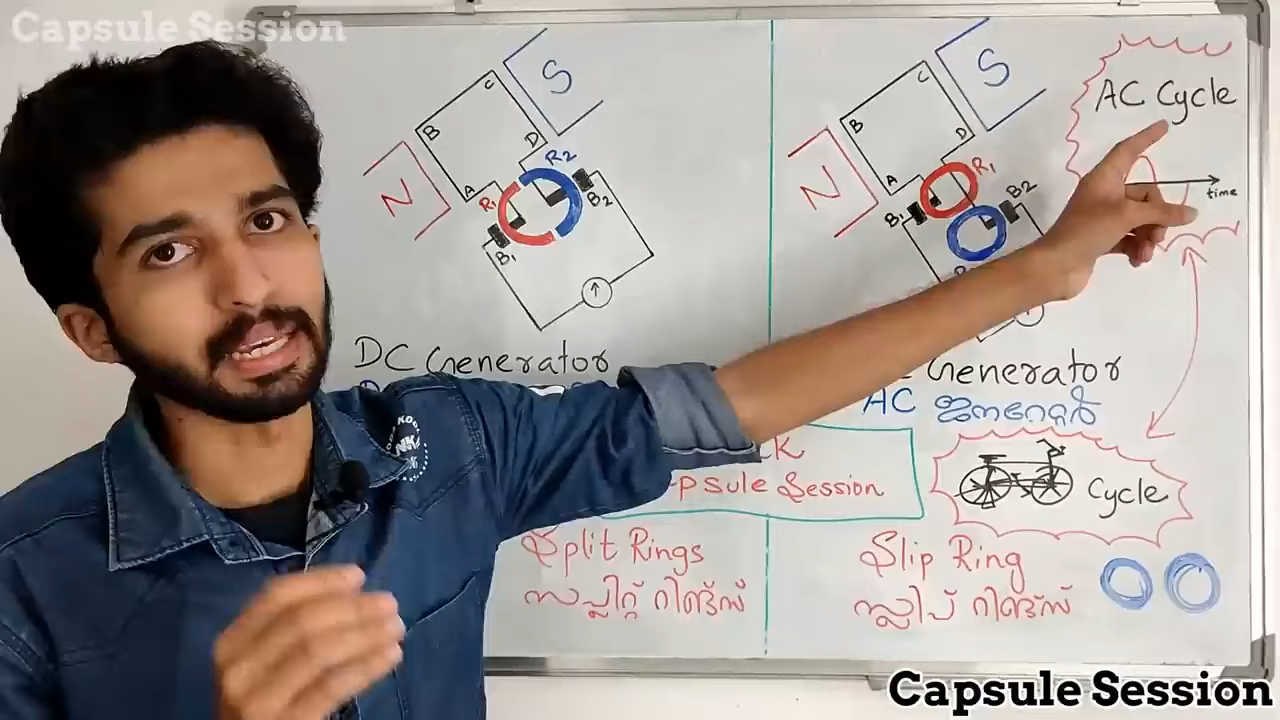 Capsule Session
S
C
B
D
A
N
R1
R2
B1
B2
S
C
B
D
A
N
R1
B1
B2
AC Cycle
time
DC Generator
Generator
AC ജനറേറ്റർ
psule Session
Cycle
Split Rings
സപ്ലിറ്റ് റിങ്ങ്സ്
Slip Ring
സ്ലിപ് റിങ്ങ്സ്
Capsule Session